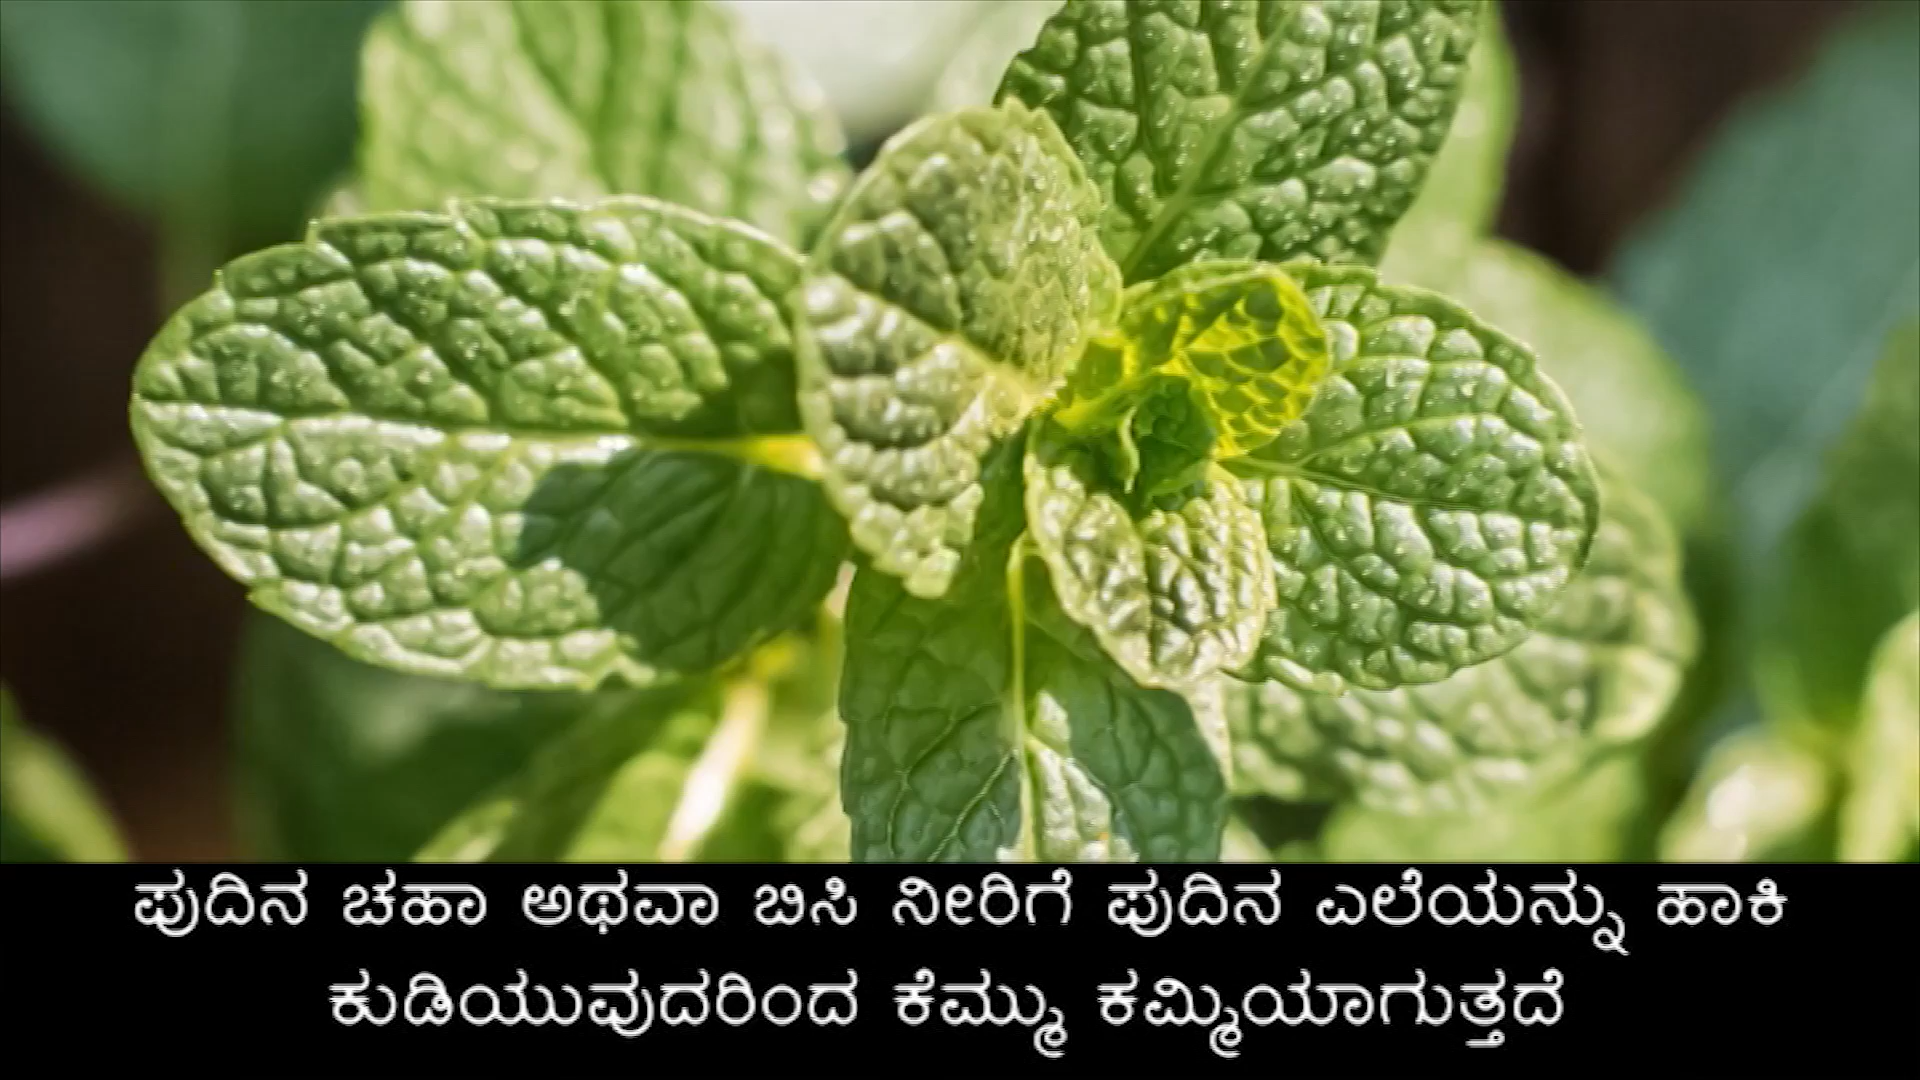 ಪುದಿನ ಚಹಾ ಅಥವಾ ಬಿಸಿ ನೀರಿಗೆ ಪುದಿನ ಎಲೆಯನ್ನು ಹಾಕಿ
ಕುಡಿಯುವುದರಿಂದ ಕೆಮ್ಮು ಕಮ್ಮಿಯಾಗುತ್ತದೆ